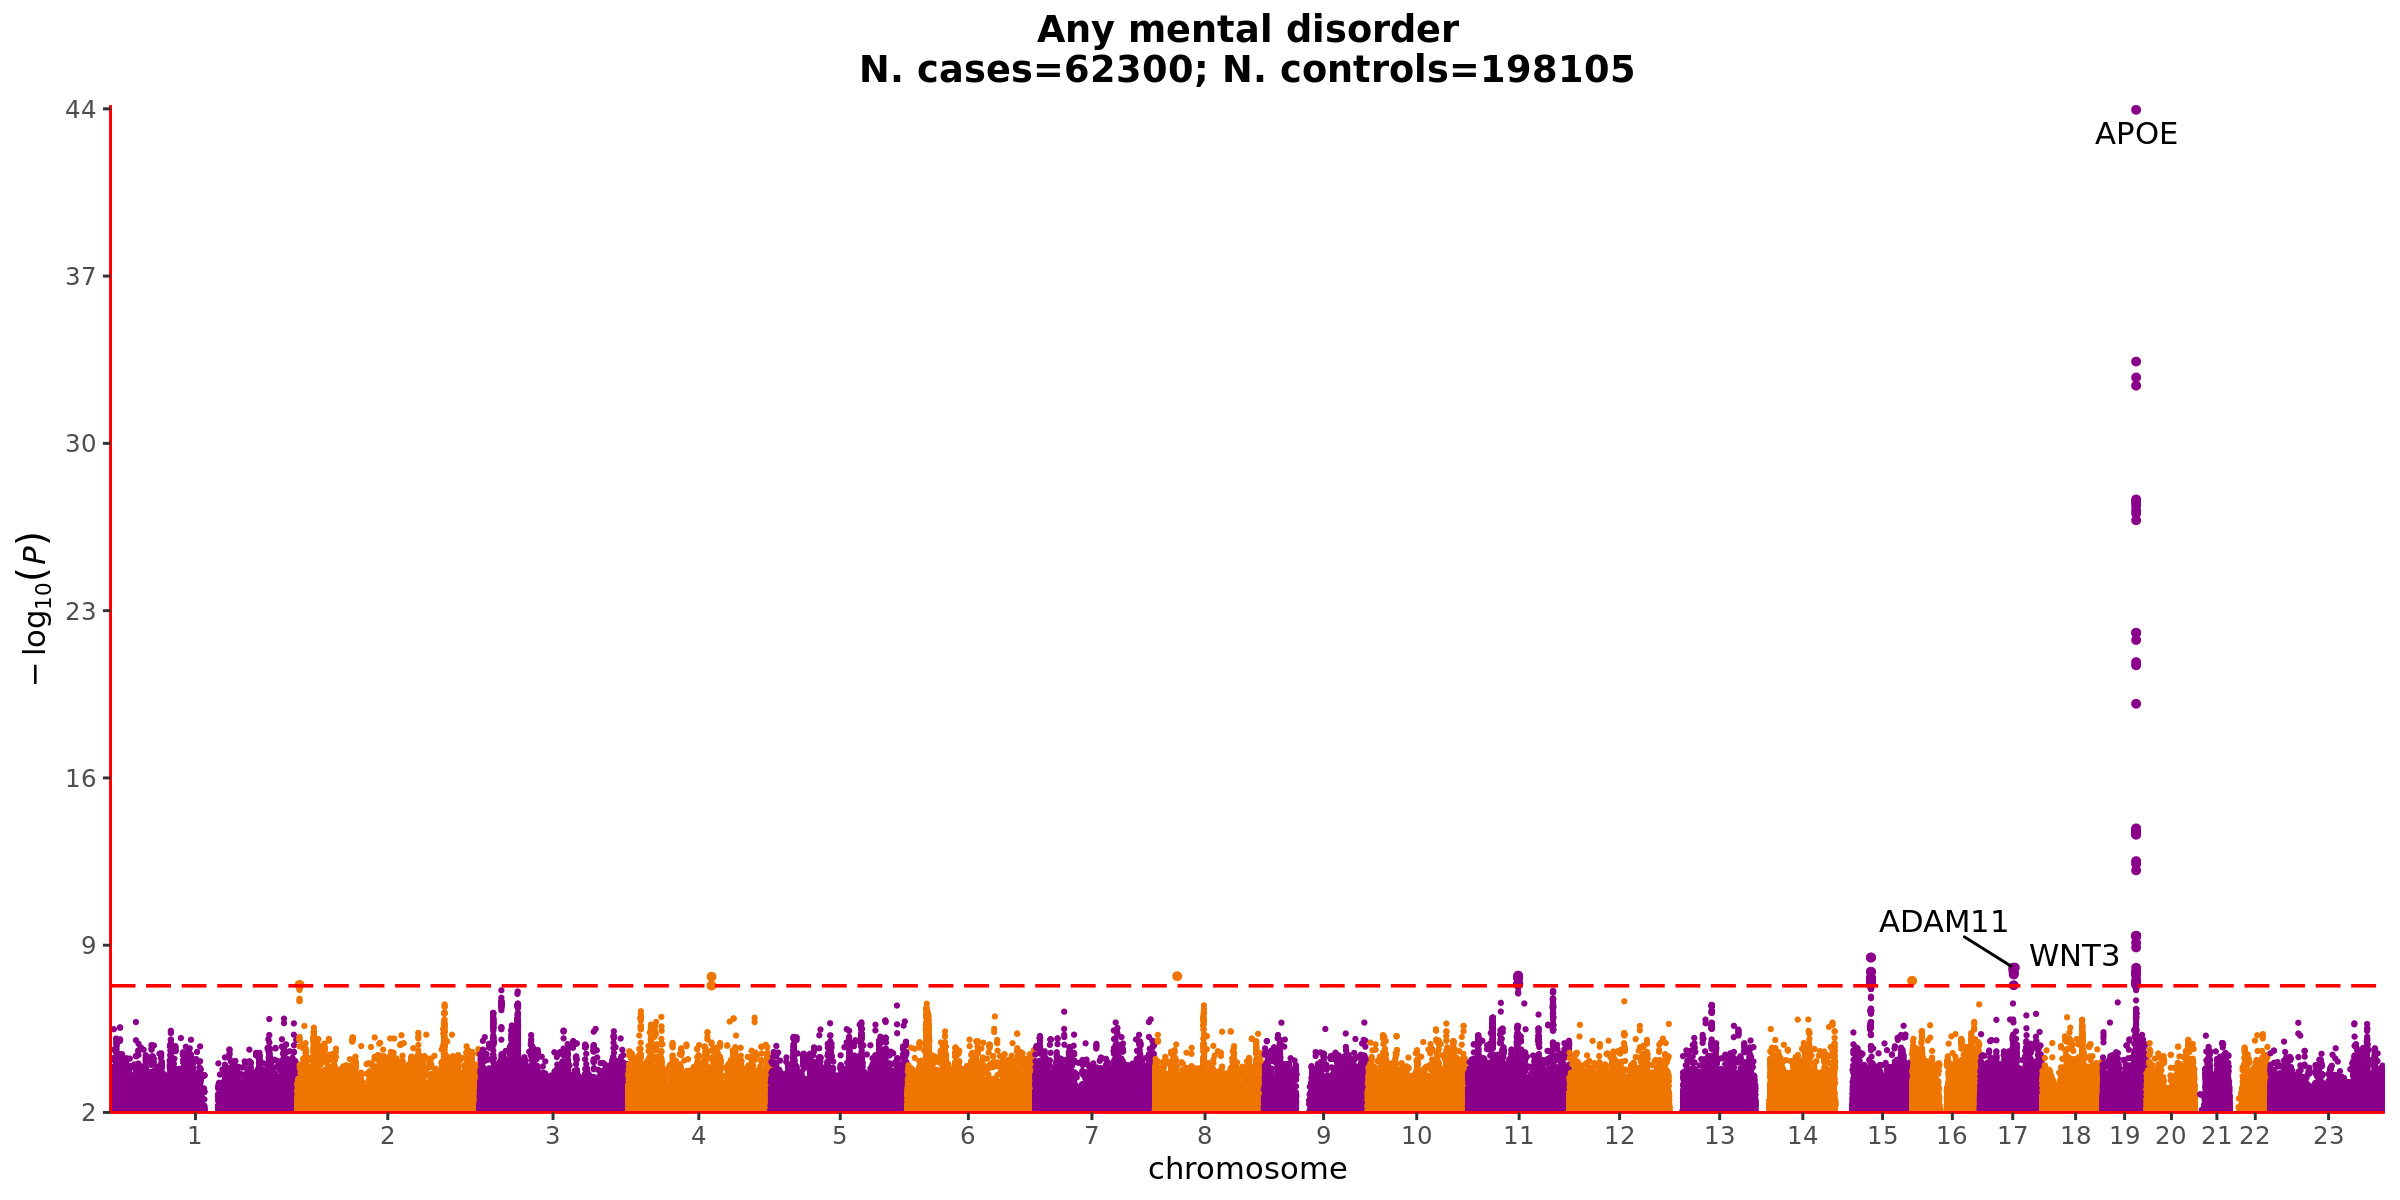 Any mental disorder
N. cases=62300; N. controls=198105
44
APOE
37
30
23
16
ADAM11
WNT3
9
2
−log10(P)
1 2 3 4 5 6 7 8 9 10 11 12 13 14 15 16 17 18 19 20 21 22 23
chromosome